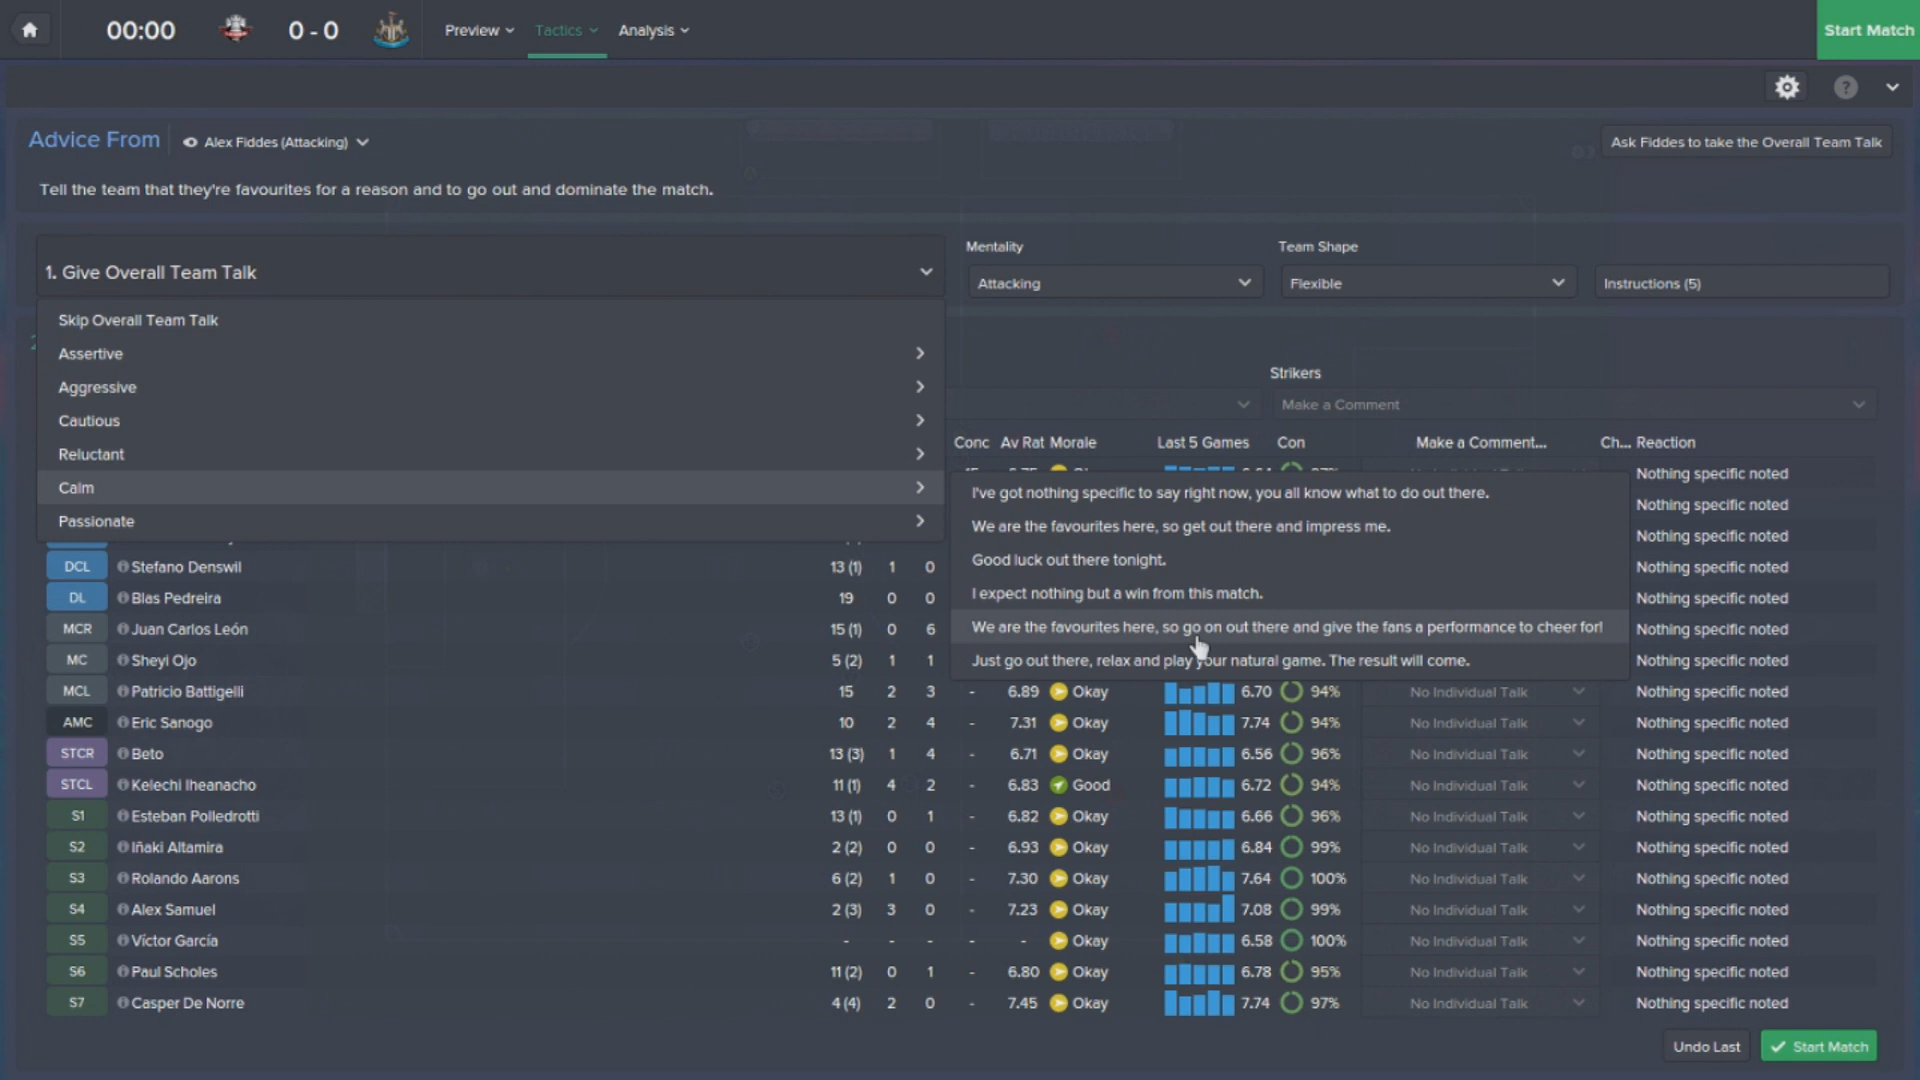 00:00 0 - 0 Preview Tactics Analysis Start Match
Advice From Alex Fiddes (Attacking) Ask Fiddes to take the Overall Team Talk
Tell the team that they're favourites for a reason and to go out and dominate the match.
Mentality Team Shape
1. Give Overall Team Talk Attacking Flexible Instructions (5)
Skip Overall Team Talk
Assertive
Aggressive
Cautious
Reluctant
Calm
Passionate
Strikers
Make a Comment
Conc Av Rat Morale Last 5 Games Con Make a Comment... Ch... Reaction
Nothing specific noted
I've got nothing specific to say right now, you all know what to do out there.
Nothing specific noted
We are the favourites here, so get out there and impress me.
Nothing specific noted
Good luck out there tonight.
I expect nothing but a win from this match.
We are the favourites here, so go on out there and give the fans a performance to cheer for!
Just go out there, relax and play your natural game. The result will come.
DCL Stefano Denswil 13 (1) 1 0 Nothing specific noted
DL Blas Pedreira 19 0 0 Nothing specific noted
MCR Juan Carlos León 15 (1) 0 6 Nothing specific noted
MC Sheyi Ojo 5 (2) 1 1 Nothing specific noted
MCL Patricio Battigelli 15 2 3 - 6.89 Okay 6.70 94% No Individual Talk Nothing specific noted
AMC Eric Sanogo 10 2 4 - 7.31 Okay 7.74 94% No Individual Talk Nothing specific noted
STCR Beto 13 (3) 1 4 - 6.71 Okay 6.56 96% No Individual Talk Nothing specific noted
STCL Kelechi Iheanacho 11 (1) 4 2 - 6.83 Good 6.72 94% No Individual Talk Nothing specific noted
S1 Esteban Polledrotti 13 (1) 0 1 - 6.82 Okay 6.66 96% No Individual Talk Nothing specific noted
S2 Iñaki Altamira 2 (2) 0 0 - 6.93 Okay 6.84 99% No Individual Talk Nothing specific noted
S3 Rolando Aarons 6 (2) 1 0 - 7.30 Okay 7.64 100% No Individual Talk Nothing specific noted
S4 Alex Samuel 2 (3) 3 0 - 7.23 Okay 7.08 99% No Individual Talk Nothing specific noted
S5 Víctor García - - - - - Okay 6.58 100% No Individual Talk Nothing specific noted
S6 Paul Scholes 11 (2) 0 1 - 6.80 Okay 6.78 95% No Individual Talk Nothing specific noted
S7 Casper De Norre 4 (4) 2 0 - 7.45 Okay 7.74 97% No Individual Talk Nothing specific noted
Undo Last Start Match